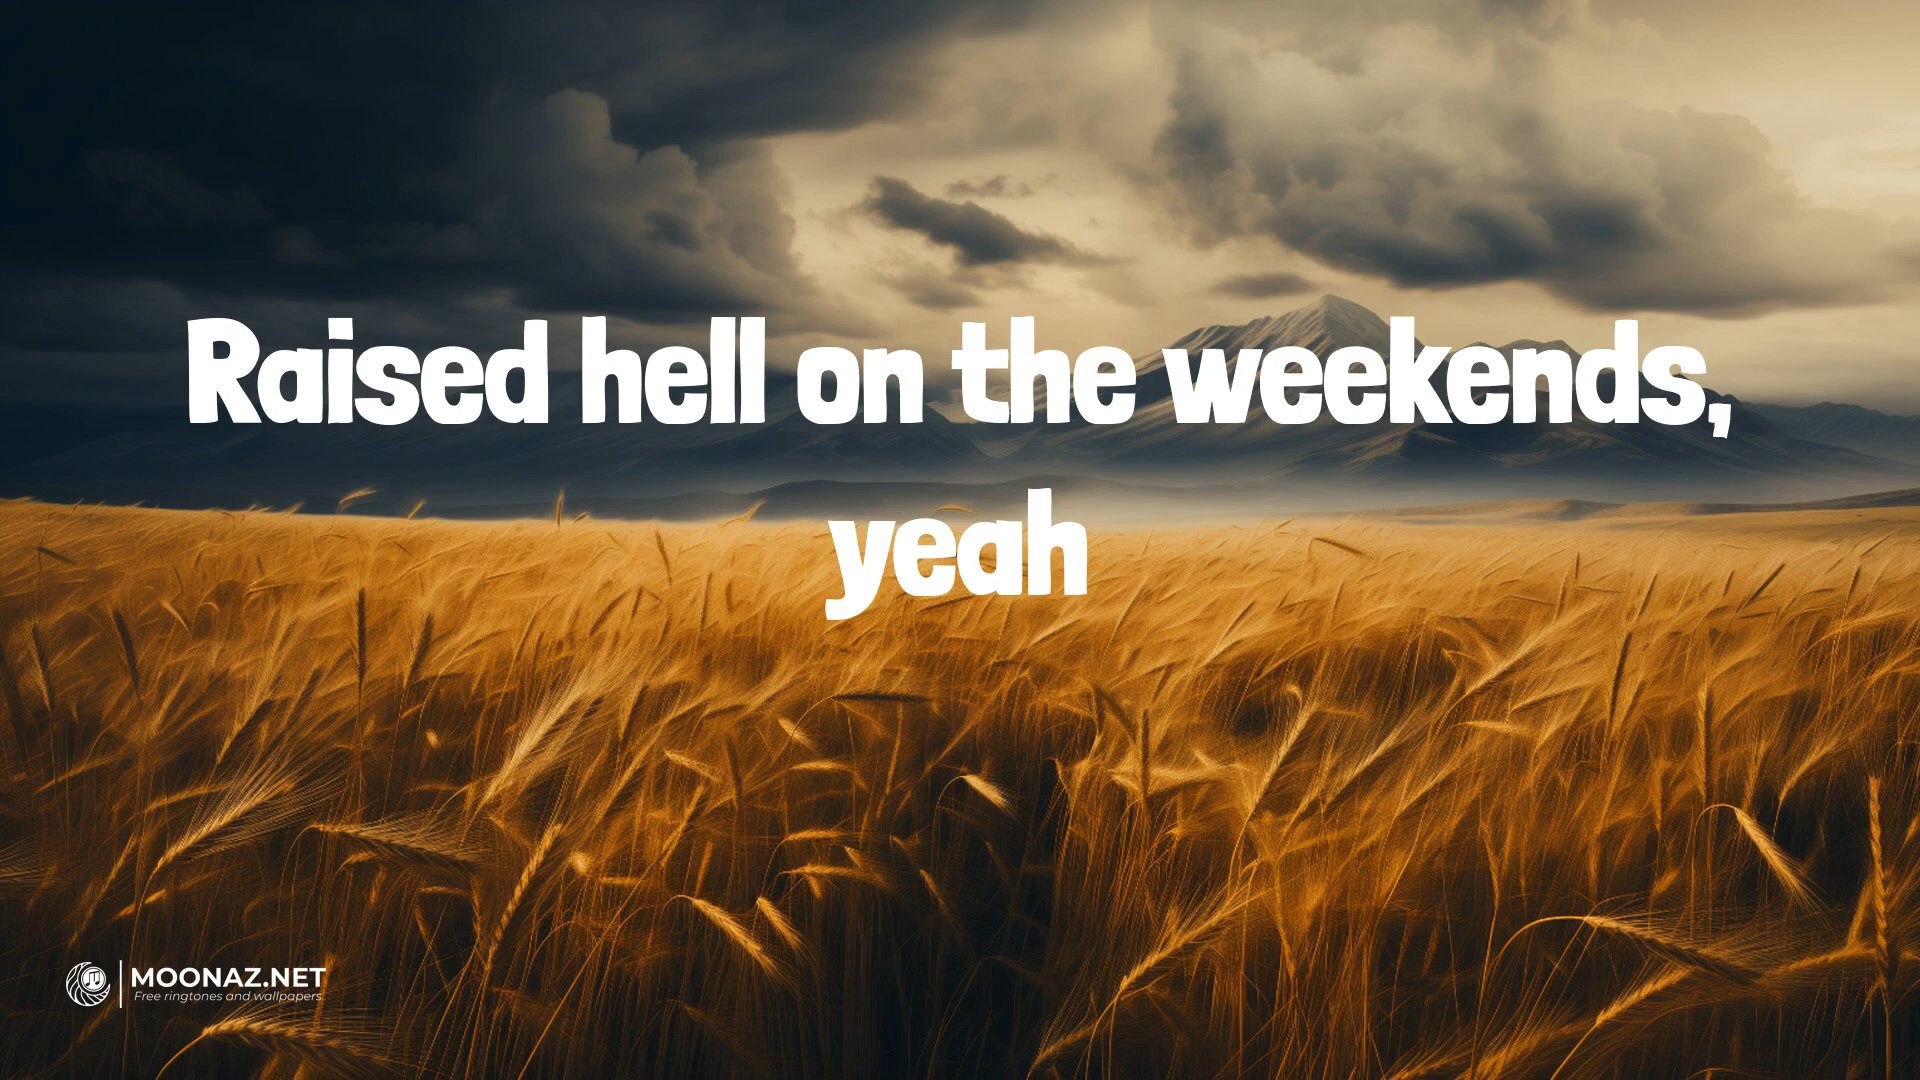 Raised hell on the weekends,
yeah
MOONAZ.NET
Free ringtones and wallpapers